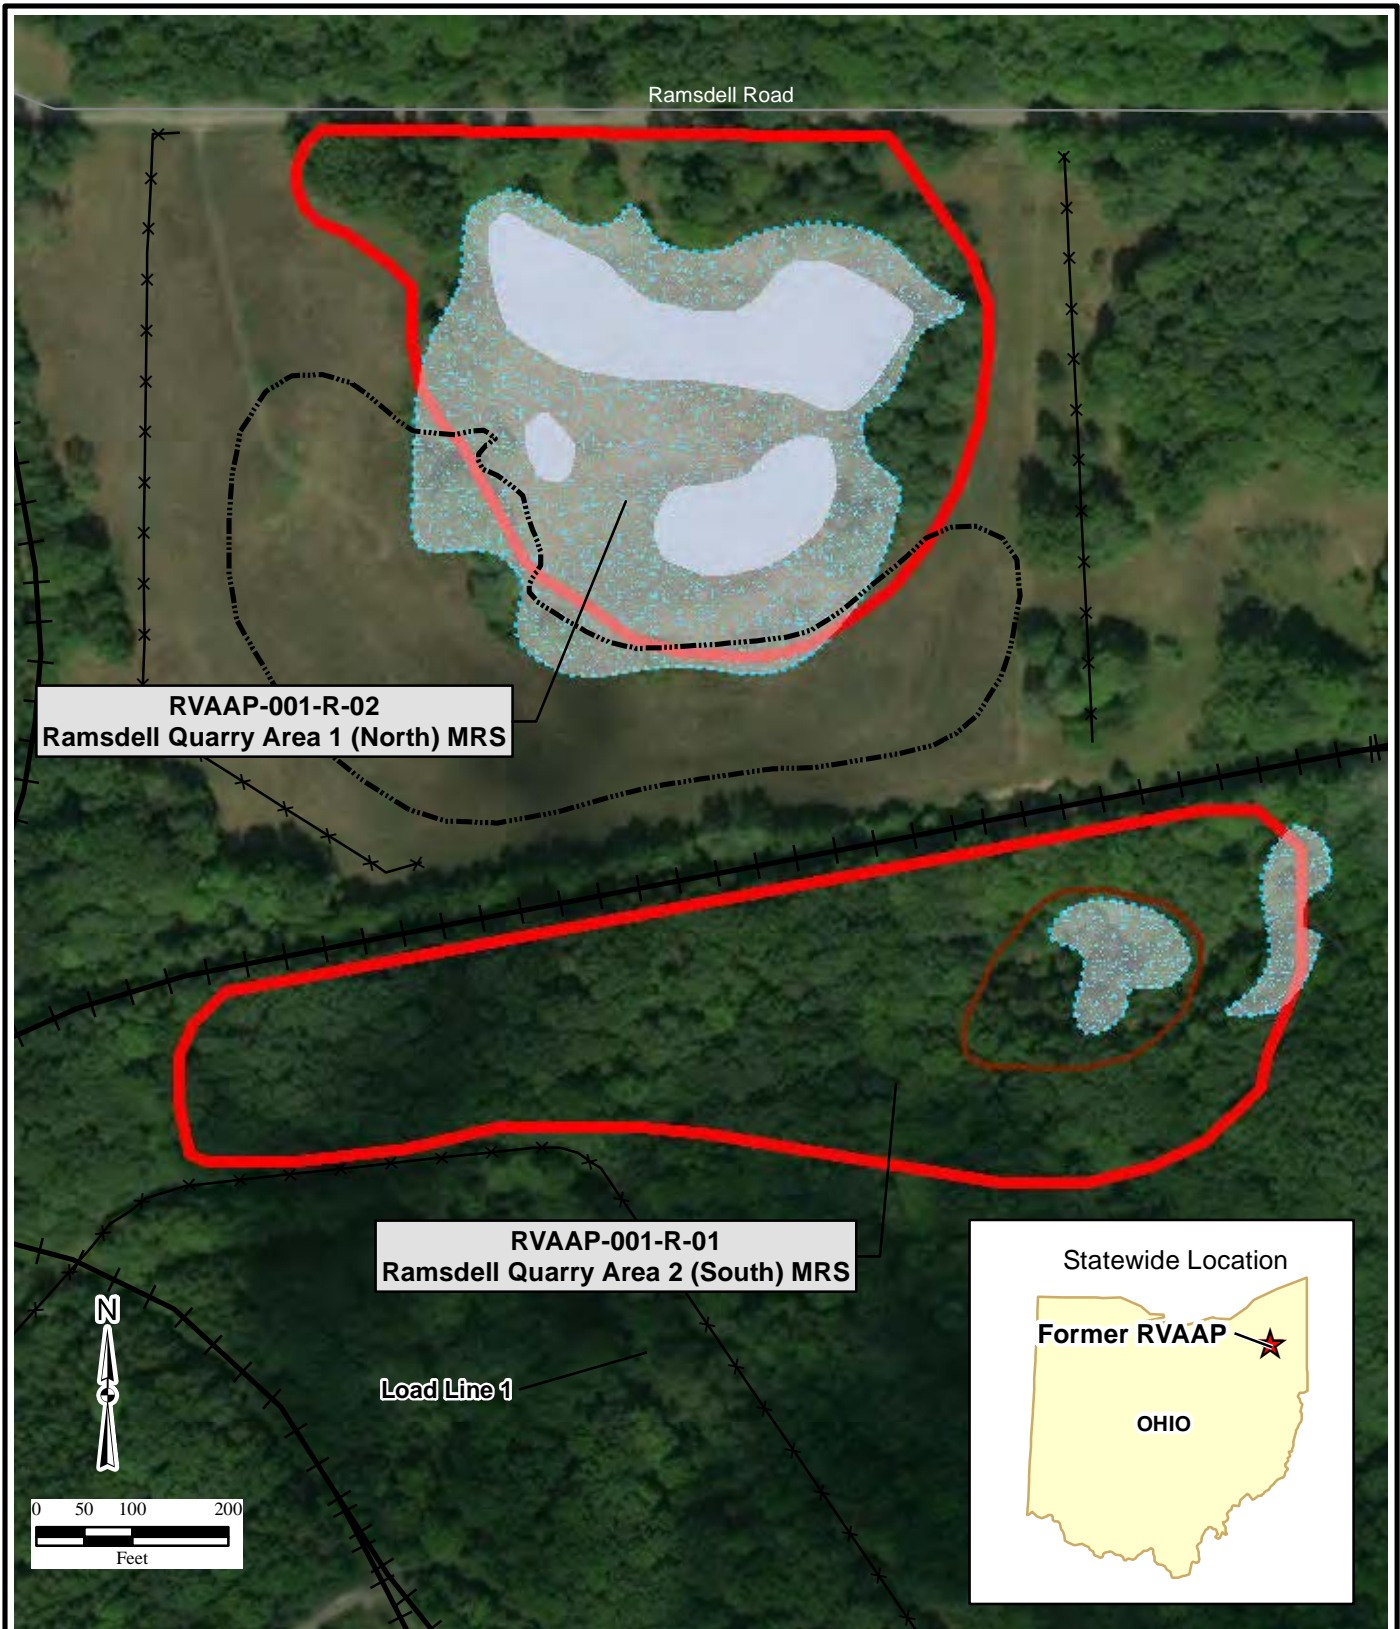 Ramsdell Road
RVAAP-001-R-02
Ramsdell Quarry Area 1 (North) MRS
RVAAP-001-R-01
Ramsdell Quarry Area 2 (South) MRS
Load Line 1
N
0 50 100 200
Feet
Statewide Location
Former RVAAP
OHIO